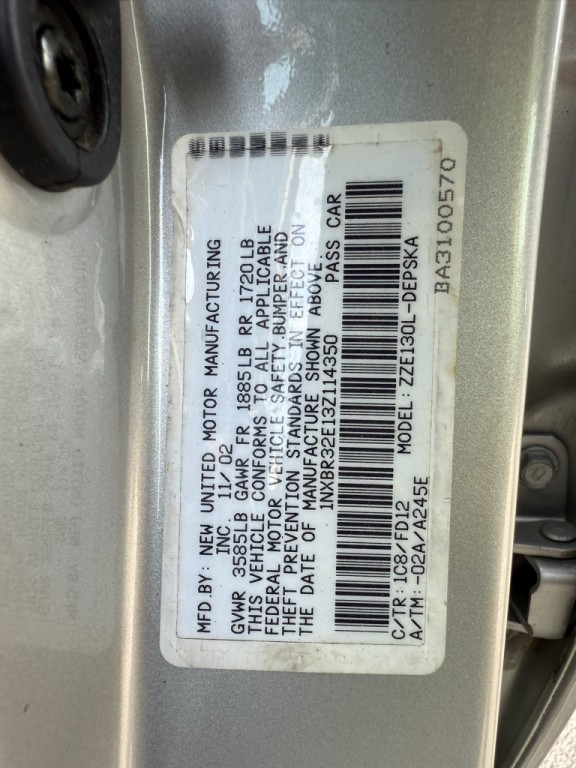 MFD.BY: NEW UNITED MOTOR MANUFACTURING
INC. 11/02
GVWR 3585LB GAWR FR 1885LB RR 1720LB
THIS VEHICLE CONFORMS TO ALL APPLICABLE
FEDERAL MOTOR VEHICLE SAFETY,BUMPER,AND
THEFT PREVENTION STANDARDS IN EFFECT ON
THE DATE OF MANUFACTURE SHOWN ABOVE.
1NXBR32E13Z114350 PASS CAR
C/TR:1C8/FD12 MODEL:ZZE130L-DEPSKA
A/TM:-02A/A245E
BA3100570